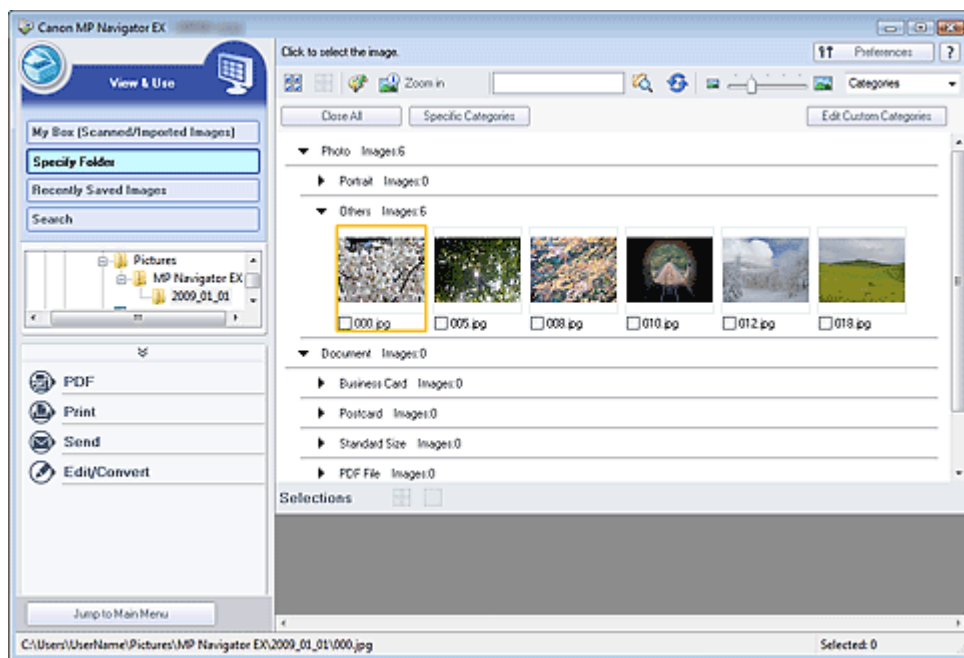 Canon MP Navigator EX
Click to select the image.
Preferences
?
View & Use
Zoom in
Categories
Close All
Specific Categories
Edit Custom Categories
My Box (Scanned/Imported Images)
Specify Folder
Recently Saved Images
Search
Pictures
MP Navigator EX
2009_01_01
Photo Images:6
Portrait Images:0
Others Images:6
000.jpg
005.jpg
008.jpg
010.jpg
012.jpg
018.jpg
Document Images:0
Business Card Images:0
Postcard Images:0
Standard Size Images:0
PDF File Images:0
PDF
Print
Send
Edit/Convert
Selections
Jump to Main Menu
C:\Users\UserName\Pictures\MP Navigator EX\2009_01_01\000.jpg
Selected: 0